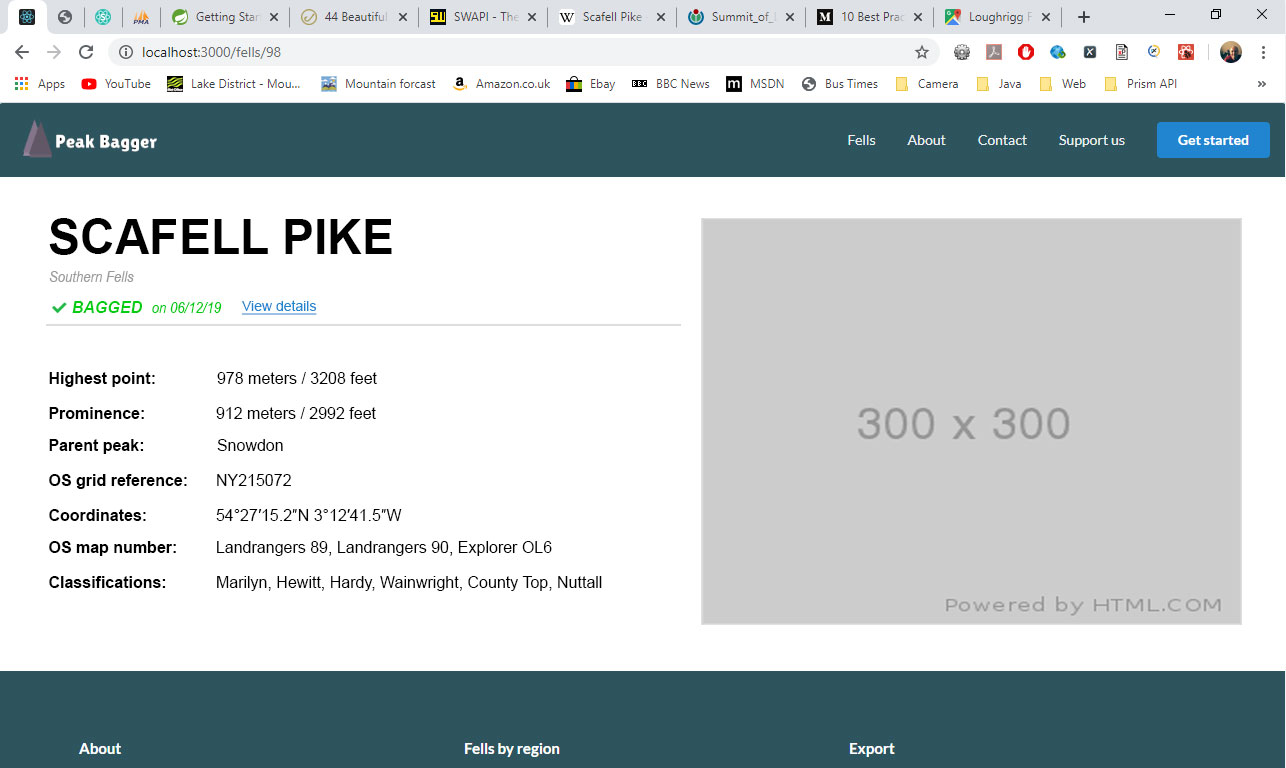 Getting Star
44 Beautiful
SWAPI - The
Scafell Pike
Summit_of_
10 Best Prac
Loughrigg F
localhost:3000/fells/98
Apps YouTube Lake District - Mou... Mountain forcast Amazon.co.uk Ebay BBC News MSDN Bus Times Camera Java Web Prism API »
Peak Bagger Fells About Contact Support us Get started
SCAFELL PIKE
Southern Fells
BAGGED on 06/12/19 View details
Highest point: 978 meters / 3208 feet
Prominence: 912 meters / 2992 feet
Parent peak: Snowdon
OS grid reference: NY215072
Coordinates: 54°27′15.2″N 3°12′41.5″W
OS map number: Landrangers 89, Landrangers 90, Explorer OL6
Classifications: Marilyn, Hewitt, Hardy, Wainwright, County Top, Nuttall
300 x 300
Powered by HTML.COM
About Fells by region Export